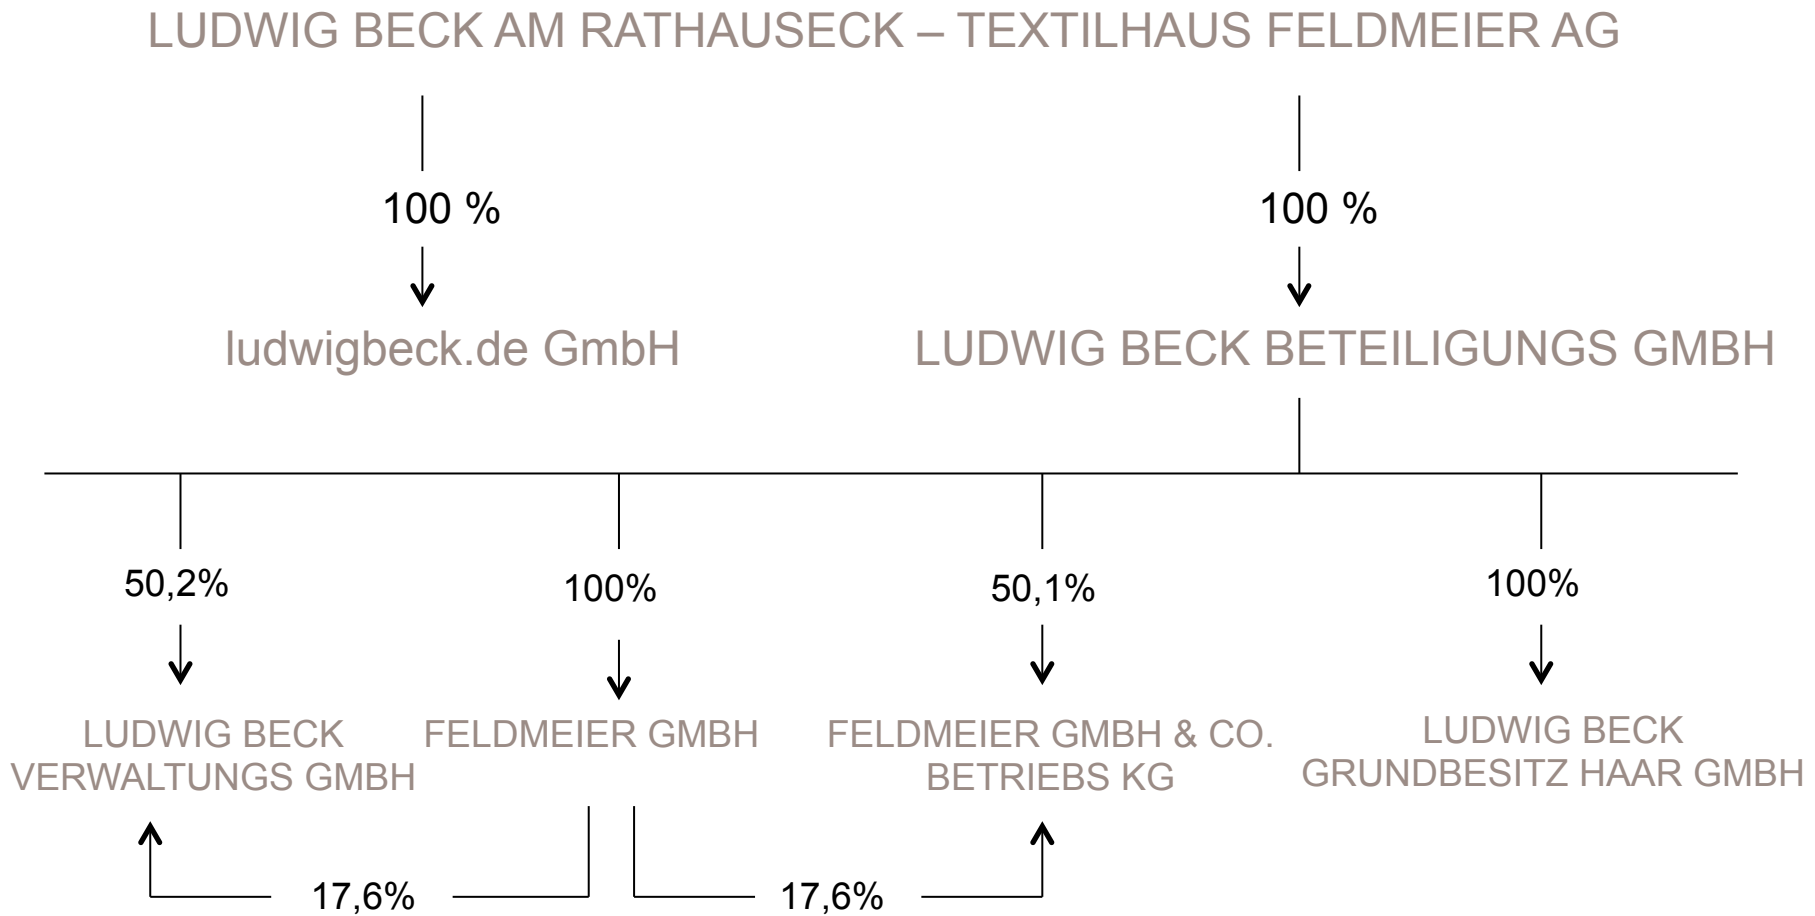 LUDWIG BECK AM RATHAUSECK – TEXTILHAUS FELDMEIER AG
100 %
100 %
ludwigbeck.de GmbH
LUDWIG BECK BETEILIGUNGS GMBH
50,2%
100%
50,1%
100%
LUDWIG BECK
VERWALTUNGS GMBH
FELDMEIER GMBH
FELDMEIER GMBH & CO.
BETRIEBS KG
LUDWIG BECK
GRUNDBESITZ HAAR GMBH
17,6%
17,6%